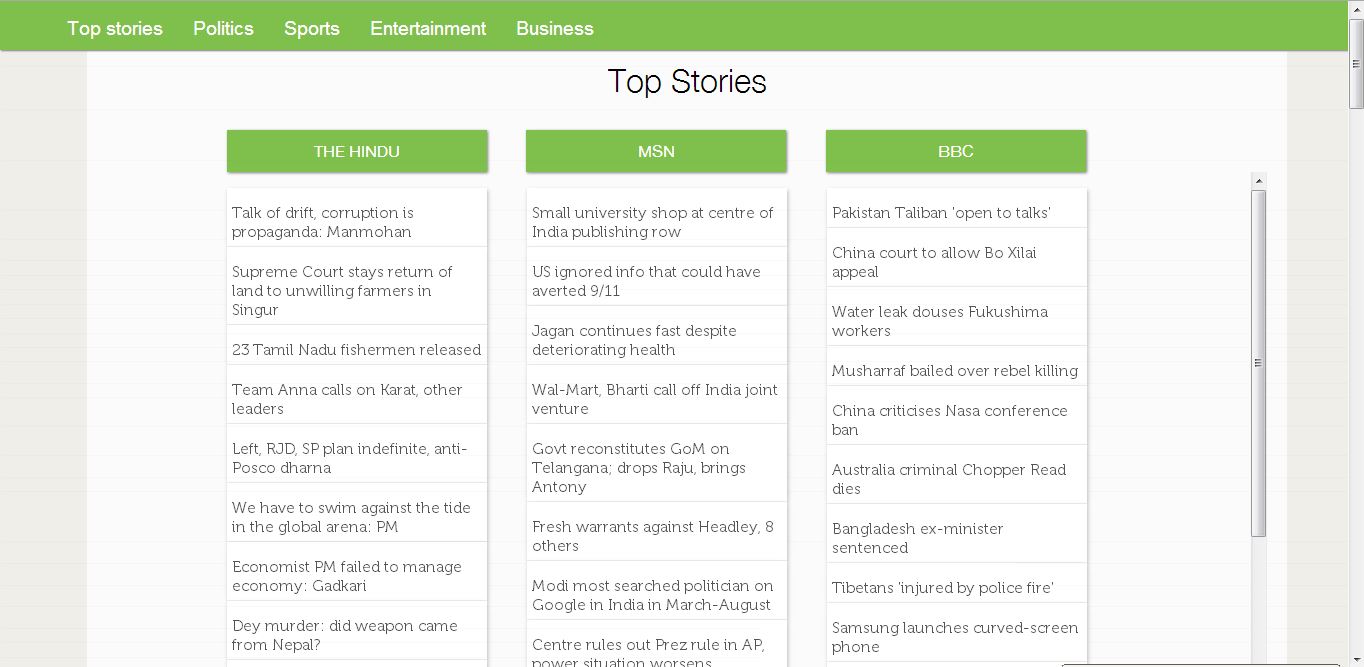 Top stories Politics Sports Entertainment Business
Top Stories
THE HINDU
Talk of drift, corruption is
propaganda: Manmohan
Supreme Court stays return of
land to unwilling farmers in
Singur
23 Tamil Nadu fishermen released
Team Anna calls on Karat, other
leaders
Left, RJD, SP plan indefinite, anti-
Posco dharna
We have to swim against the tide
in the global arena: PM
Economist PM failed to manage
economy: Gadkari
Dey murder: did weapon came
from Nepal?
MSN
Small university shop at centre of
India publishing row
US ignored info that could have
averted 9/11
Jagan continues fast despite
deteriorating health
Wal-Mart, Bharti call off India joint
venture
Govt reconstitutes GoM on
Telangana; drops Raju, brings
Antony
Fresh warrants against Headley, 8
others
Modi most searched politician on
Google in India in March-August
Centre rules out Prez rule in AP,
power situation worsens
BBC
Pakistan Taliban 'open to talks'
China court to allow Bo Xilai
appeal
Water leak douses Fukushima
workers
Musharraf bailed over rebel killing
China criticises Nasa conference
ban
Australia criminal Chopper Read
dies
Bangladesh ex-minister
sentenced
Tibetans 'injured by police fire'
Samsung launches curved-screen
phone